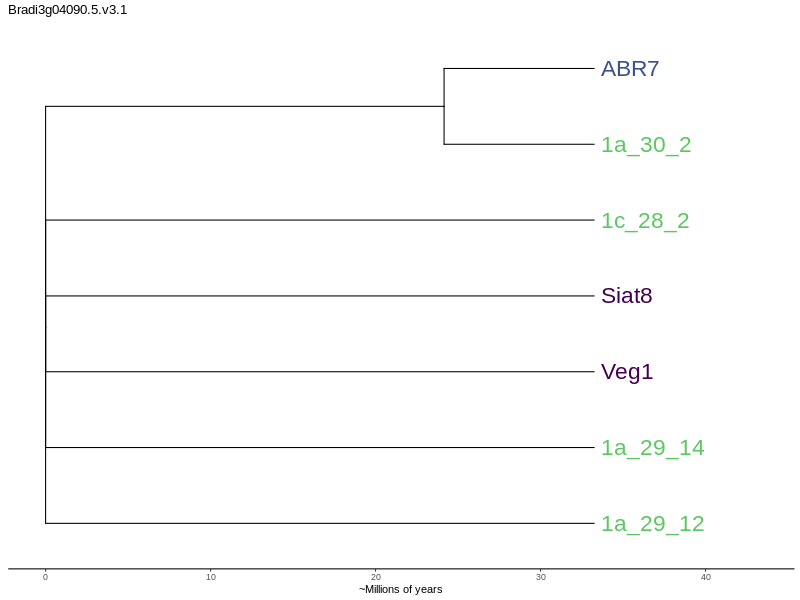 Bradi3g04090.5.v3.1
ABR7
1a_30_2
1c_28_2
Siat8
Veg1
1a_29_14
1a_29_12
0 10 20 30 40
~Millions of years